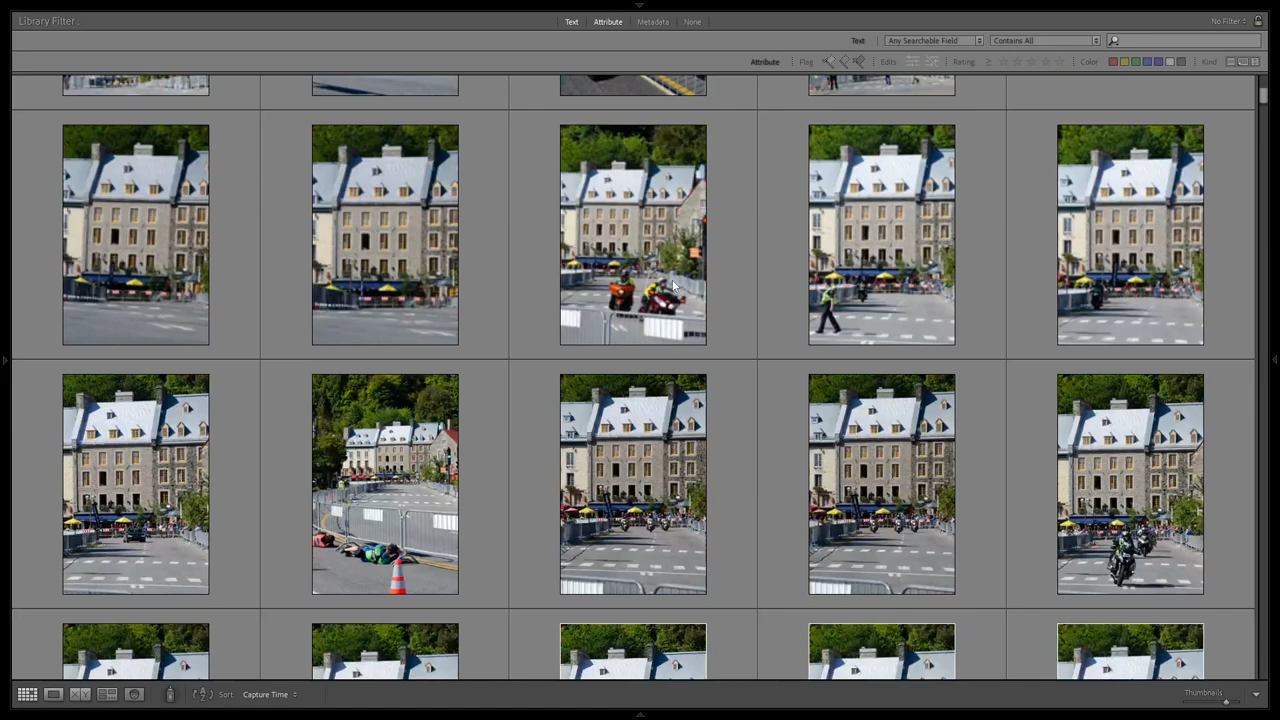 Library Filter :
Text Attribute Metadata None
No Filter
Text Any Searchable Field Contains All
Attribute Flag Edits Rating ≥ Color Kind
Sort: Capture Time
Thumbnails